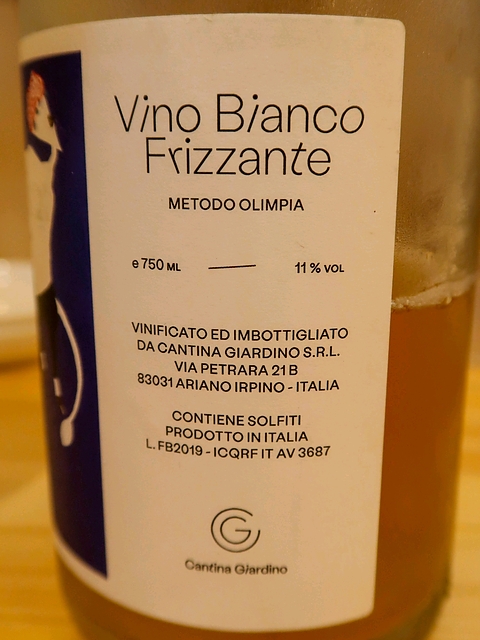 Vino Bianco
Frizzante
METODO OLIMPIA
e 750 ML — 11 % VOL
VINIFICATO ED IMBOTTIGLIATO
DA CANTINA GIARDINO S.R.L.
VIA PETRARA 21 B
83031 ARIANO IRPINO - ITALIA
CONTIENE SOLFITI
PRODOTTO IN ITALIA
L. FB2019 - ICQRF IT AV 3687
CG
Cantina Giardino